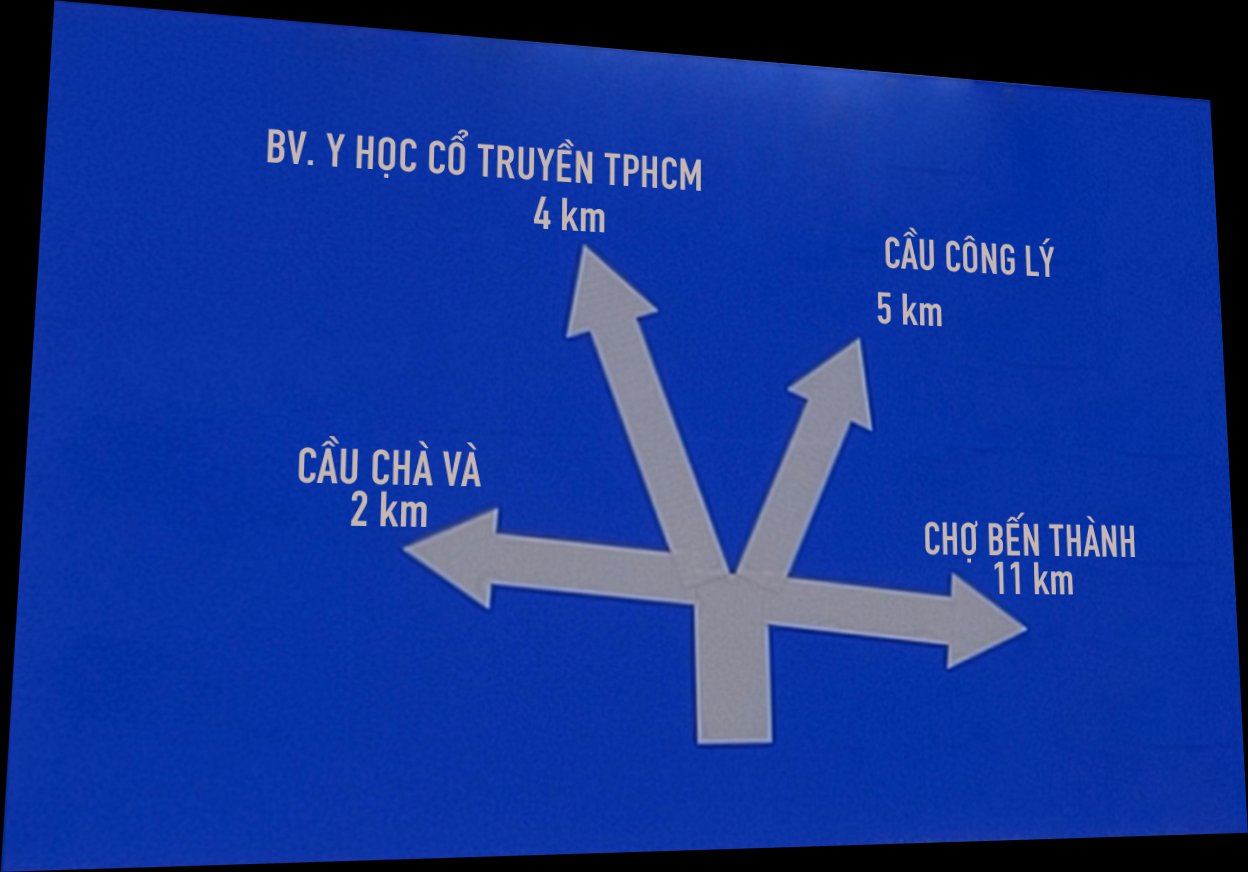 BV. Y HỌC CỔ TRUYỀN TPHCM
4 km
CẦU CÔNG LÝ
5 km
CẦU CHÀ VÀ
2 km
CHỢ BẾN THÀNH
11 km